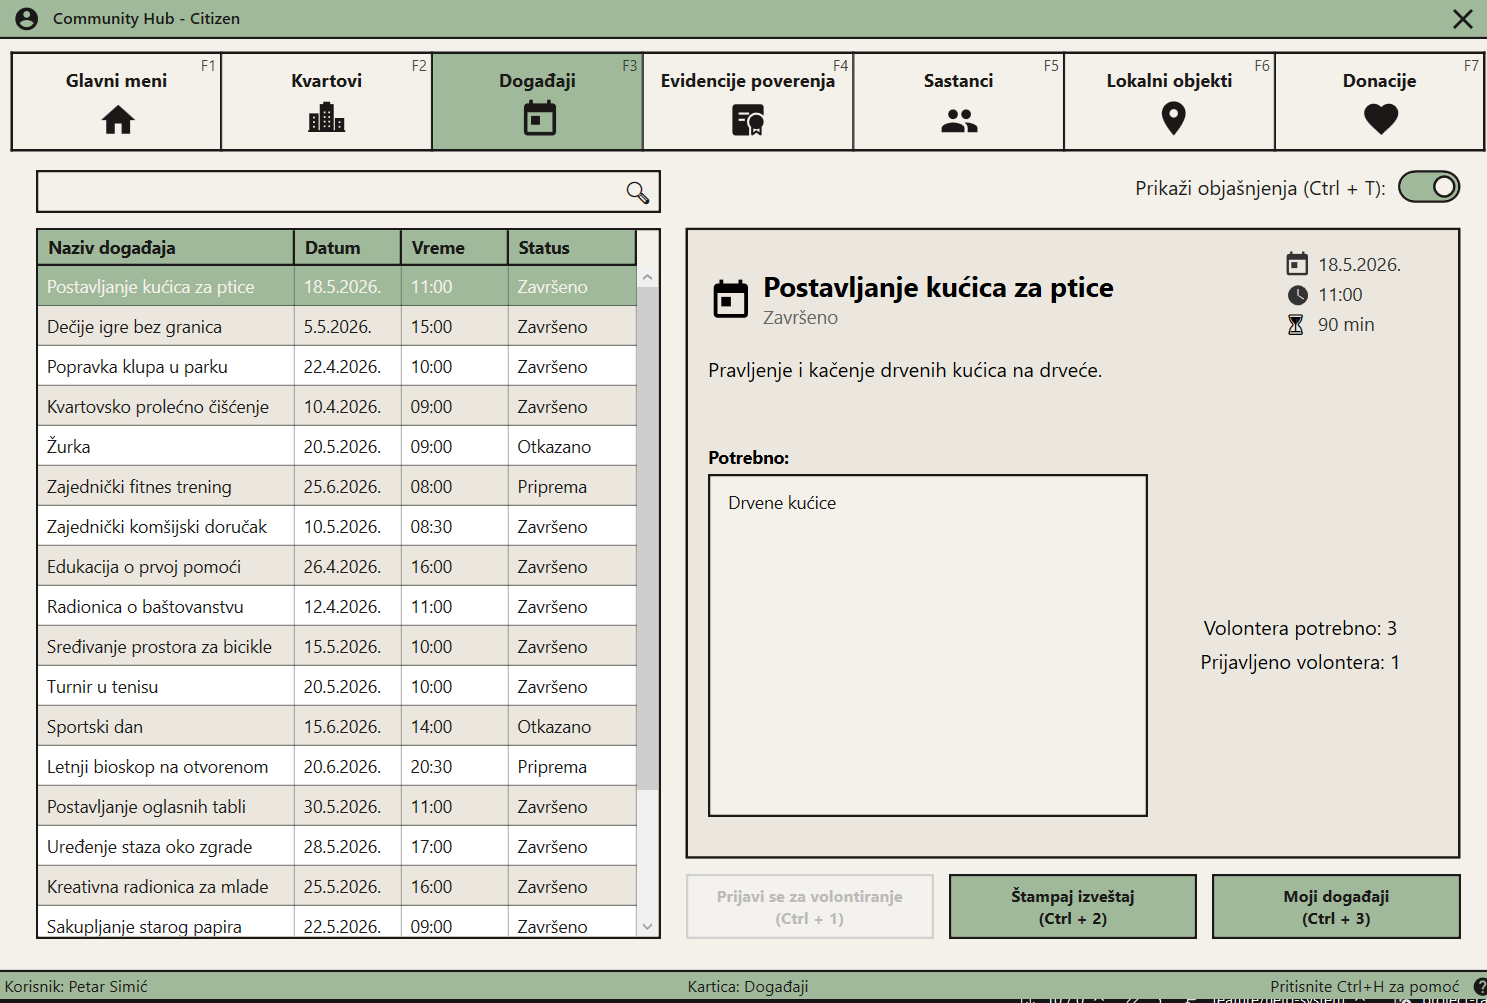 Community Hub - Citizen
Glavni meni F1
Kvartovi F2
Događaji F3
Evidencije poverenja F4
Sastanci F5
Lokalni objekti F6
Donacije F7
Prikaži objašnjenja (Ctrl + T):
Naziv događaja Datum Vreme Status
Postavljanje kućica za ptice 18.5.2026. 11:00 Završeno
Dečije igre bez granica 5.5.2026. 15:00 Završeno
Popravka klupa u parku 22.4.2026. 10:00 Završeno
Kvartovsko prolećno čišćenje 10.4.2026. 09:00 Završeno
Žurka 20.5.2026. 09:00 Otkazano
Zajednički fitnes trening 25.6.2026. 08:00 Priprema
Zajednički komšijski doručak 10.5.2026. 08:30 Završeno
Edukacija o prvoj pomoći 26.4.2026. 16:00 Završeno
Radionica o baštovanstvu 12.4.2026. 11:00 Završeno
Sređivanje prostora za bicikle 15.5.2026. 10:00 Završeno
Turnir u tenisu 20.5.2026. 10:00 Završeno
Sportski dan 15.6.2026. 14:00 Otkazano
Letnji bioskop na otvorenom 20.6.2026. 20:30 Priprema
Postavljanje oglasnih tabli 30.5.2026. 11:00 Završeno
Uređenje staza oko zgrade 28.5.2026. 17:00 Završeno
Kreativna radionica za mlade 25.5.2026. 16:00 Završeno
Sakupljanje starog papira 22.5.2026. 09:00 Završeno
Postavljanje kućica za ptice
Završeno
18.5.2026.
11:00
90 min
Pravljenje i kačenje drvenih kućica na drveće.
Potrebno:
Drvene kućice
Volontera potrebno: 3
Prijavljeno volontera: 1
Prijavi se za volontiranje
(Ctrl + 1)
Štampaj izveštaj
(Ctrl + 2)
Moji događaji
(Ctrl + 3)
Korisnik: Petar Simić
Kartica: Događaji
Pritisnite Ctrl+H za pomoć